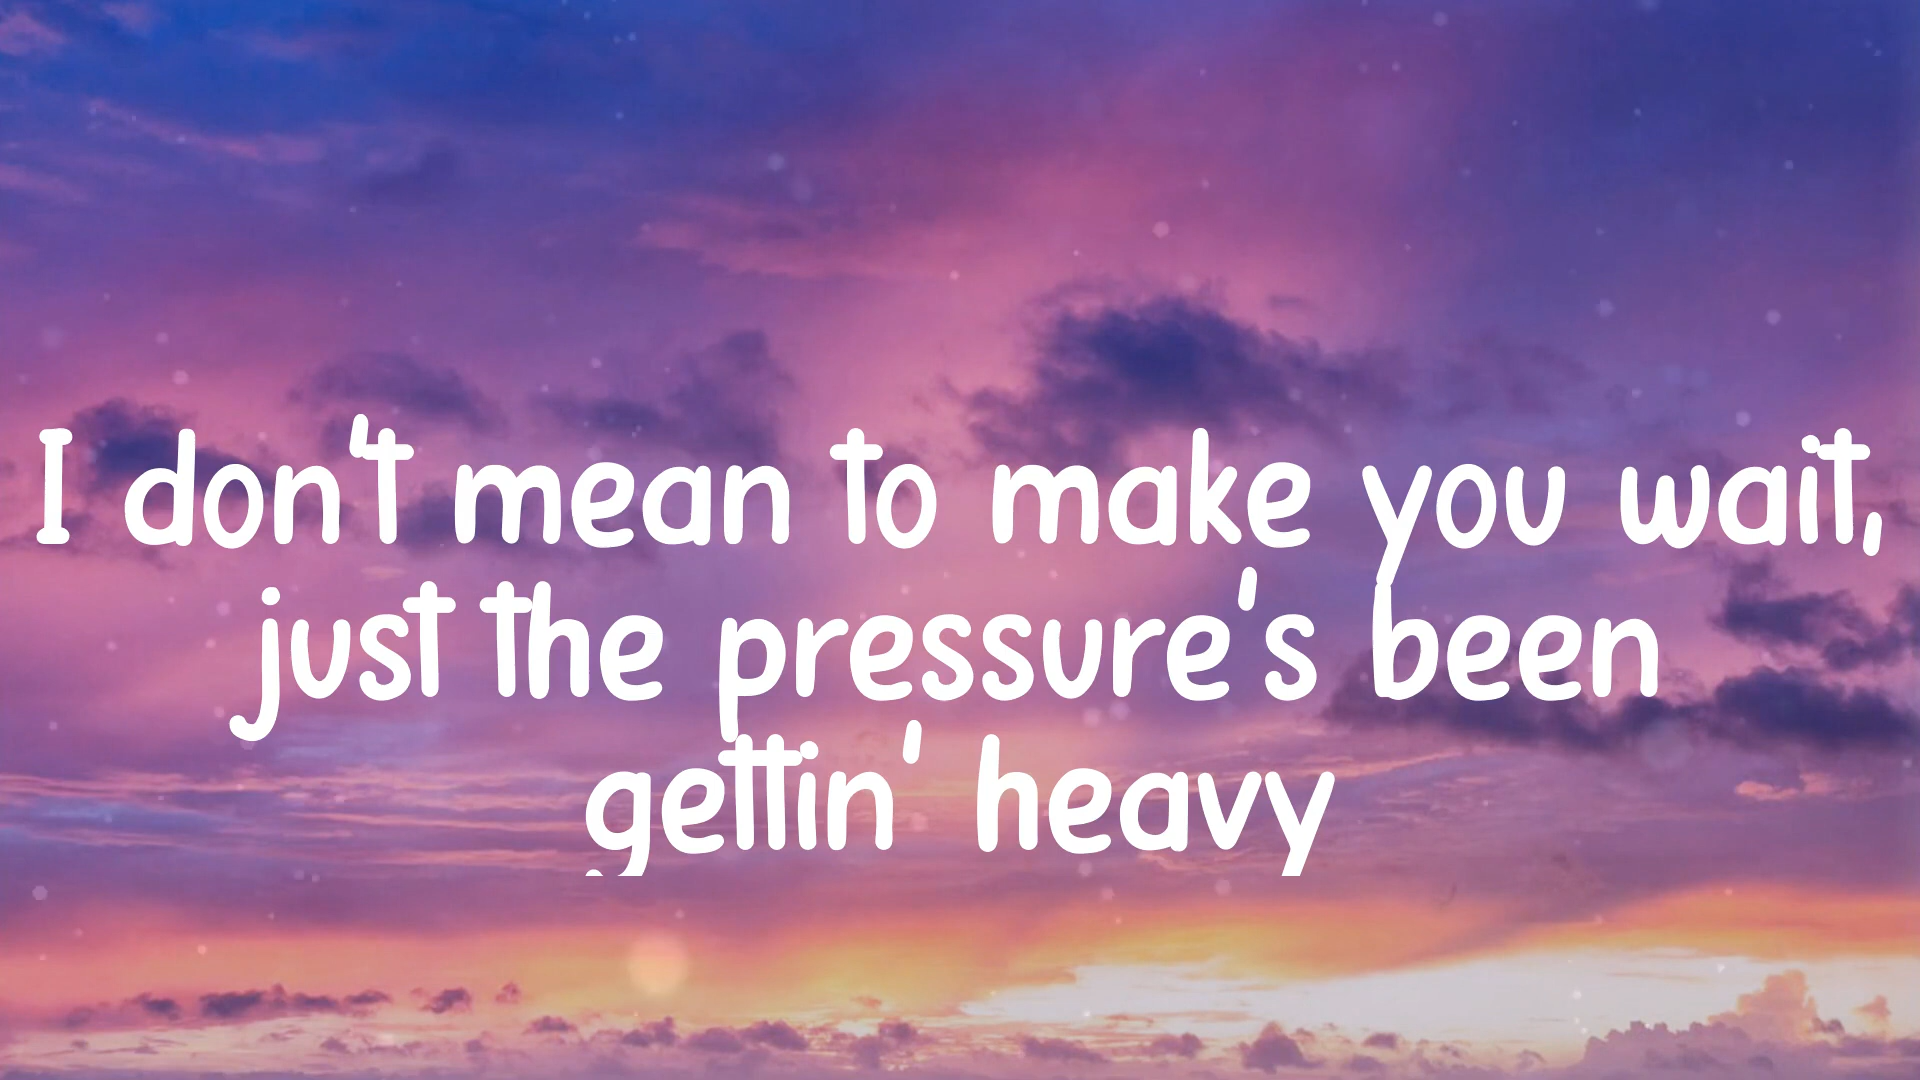 I don't mean to make you wait,
just the pressure's been
gettin' heavy